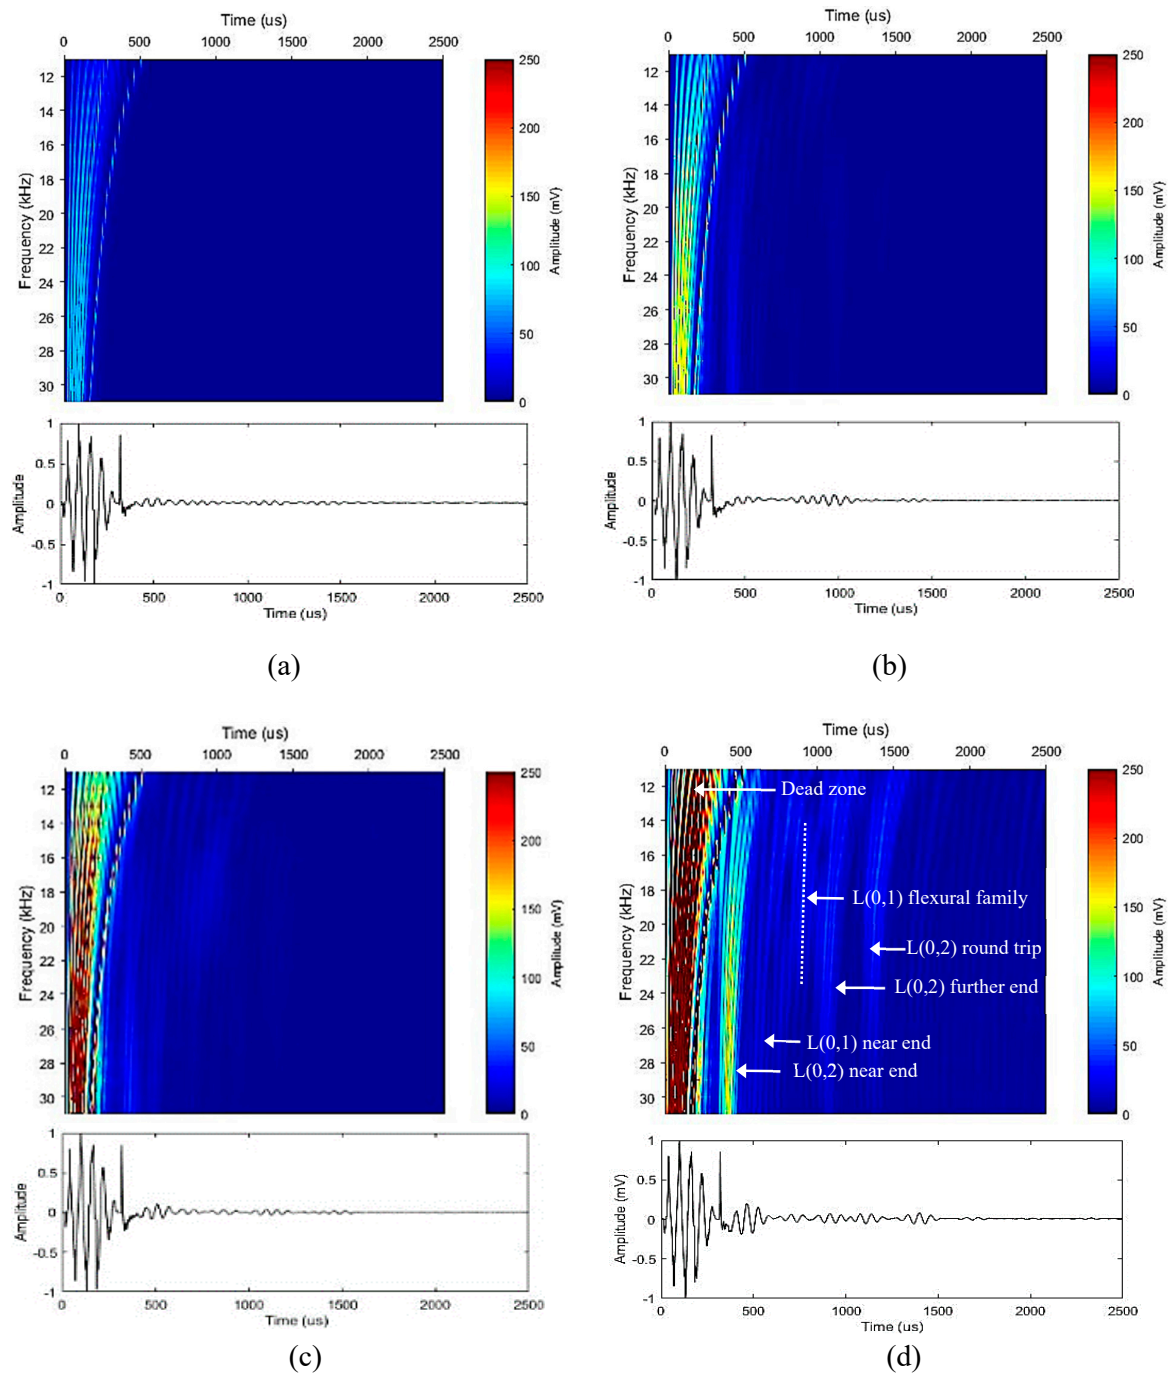 Time (us)
0 500 1000 1500 2000 2500
12
14
16
18
20
22
24
26
28
30
Frequency (kHz)
250
200
150
100
50
0
Amplitude (mV)
1
0.5
0
-0.5
-1
Amplitude
0 500 1000 1500 2000 2500
Time (us)
(a)
Time (us)
0 500 1000 1500 2000 2500
12
14
16
18
20
22
24
26
28
30
Frequency (kHz)
250
200
150
100
50
0
Amplitude (mV)
1
0.5
0
-0.5
-1
Amplitude
0 500 1000 1500 2000 2500
Time (us)
(b)
Time (us)
0 500 1000 1500 2000 2500
12
14
16
18
20
22
24
26
28
30
Frequency (kHz)
250
200
150
100
50
0
Amplitude (mV)
1
0.5
0
-0.5
-1
Amplitude
0 500 1000 1500 2000 2500
Time (us)
(c)
Time (us)
0 500 1000 1500 2000 2500
12
14
16
18
20
22
24
26
28
30
Frequency (kHz)
Dead zone
L(0,1) flexural family
L(0,2) round trip
L(0,2) further end
L(0,1) near end
L(0,2) near end
250
200
150
100
50
0
Amplitude (mV)
1
0.5
0
-0.5
-1
Amplitude (mV)
0 500 1000 1500 2000 2500
Time (us)
(d)